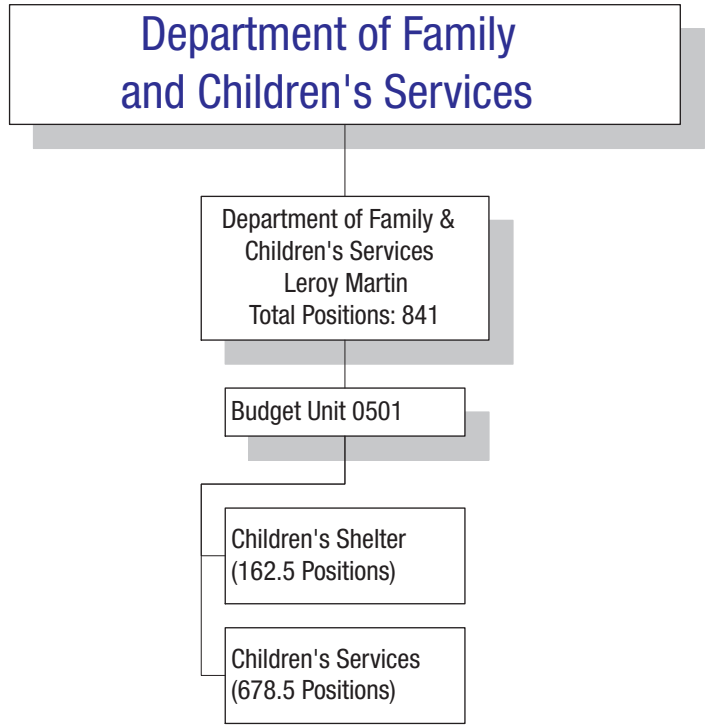 Department of Family
and Children's Services
Department of Family &
Children's Services
Leroy Martin
Total Positions: 841
Budget Unit 0501
Children's Shelter
(162.5 Positions)
Children's Services
(678.5 Positions)